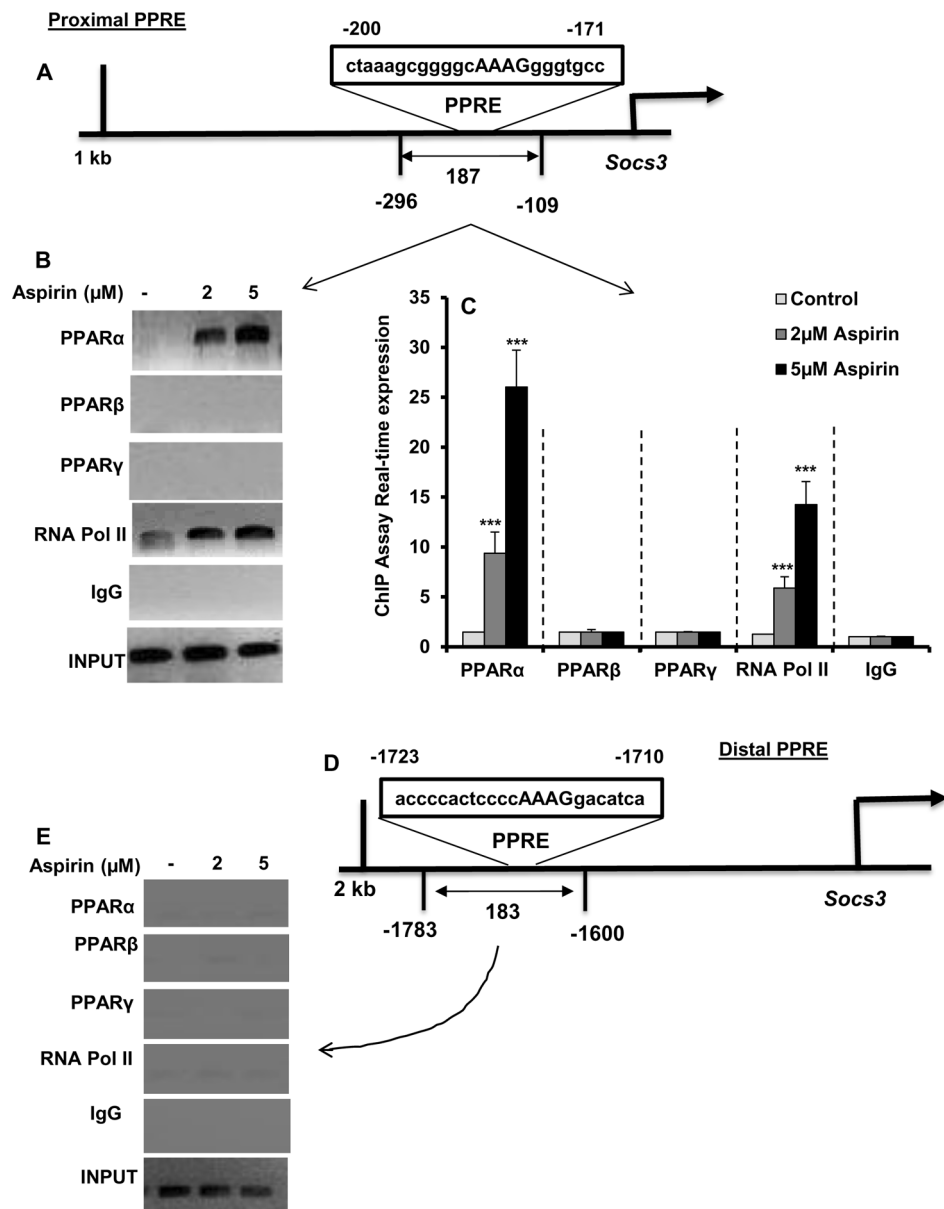 Proximal PPRE
-200 -171
A
ctaaagcggggcAAAGgggtgcc
PPRE
1 kb
187
Socs3
-296 -109
B
Aspirin (µM) - 2 5
PPARα
PPARβ
PPARγ
RNA Pol II
IgG
INPUT
C
Control
2µM Aspirin
5µM Aspirin
ChIP Assay Real-time expression
35
30
25
20
15
10
5
0
***
***
***
***
PPARα PPARβ PPARγ RNA Pol II IgG
D
Distal PPRE
-1723 -1710
accccactccccAAAGgacatca
PPRE
2 kb
183
Socs3
-1783 -1600
E
Aspirin (µM) - 2 5
PPARα
PPARβ
PPARγ
RNA Pol II
IgG
INPUT